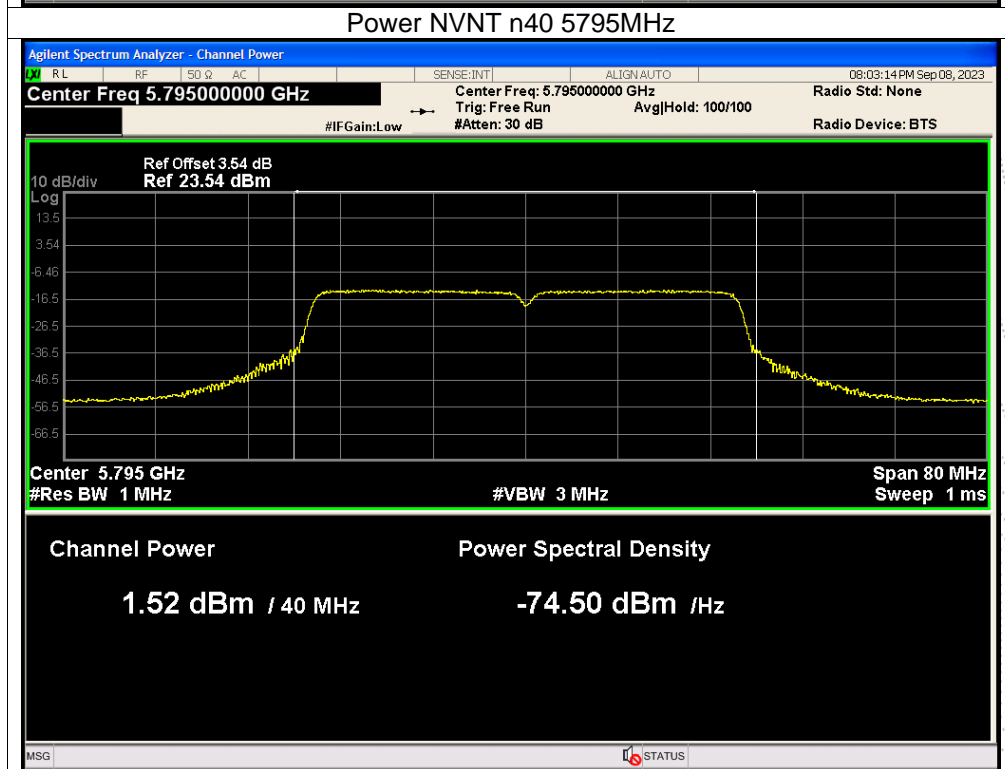 Power NVNT n40 5795MHz
Agilent Spectrum Analyzer - Channel Power
LXI RL RF 50 Ω AC SENSE:INT ALIGN AUTO 08:03:14 PM Sep 08, 2023
Center Freq 5.795000000 GHz Center Freq: 5.795000000 GHz Radio Std: None
Trig: Free Run Avg|Hold: 100/100
#IFGain:Low #Atten: 30 dB Radio Device: BTS
Ref Offset 3.54 dB
10 dB/div Ref 23.54 dBm
Log
13.5
3.54
-6.46
-16.5
-26.5
-36.5
-46.5
-56.5
-66.5
Center 5.795 GHz Span 80 MHz
#Res BW 1 MHz #VBW 3 MHz Sweep 1 ms
Channel Power Power Spectral Density
1.52 dBm / 40 MHz -74.50 dBm /Hz
MSG STATUS